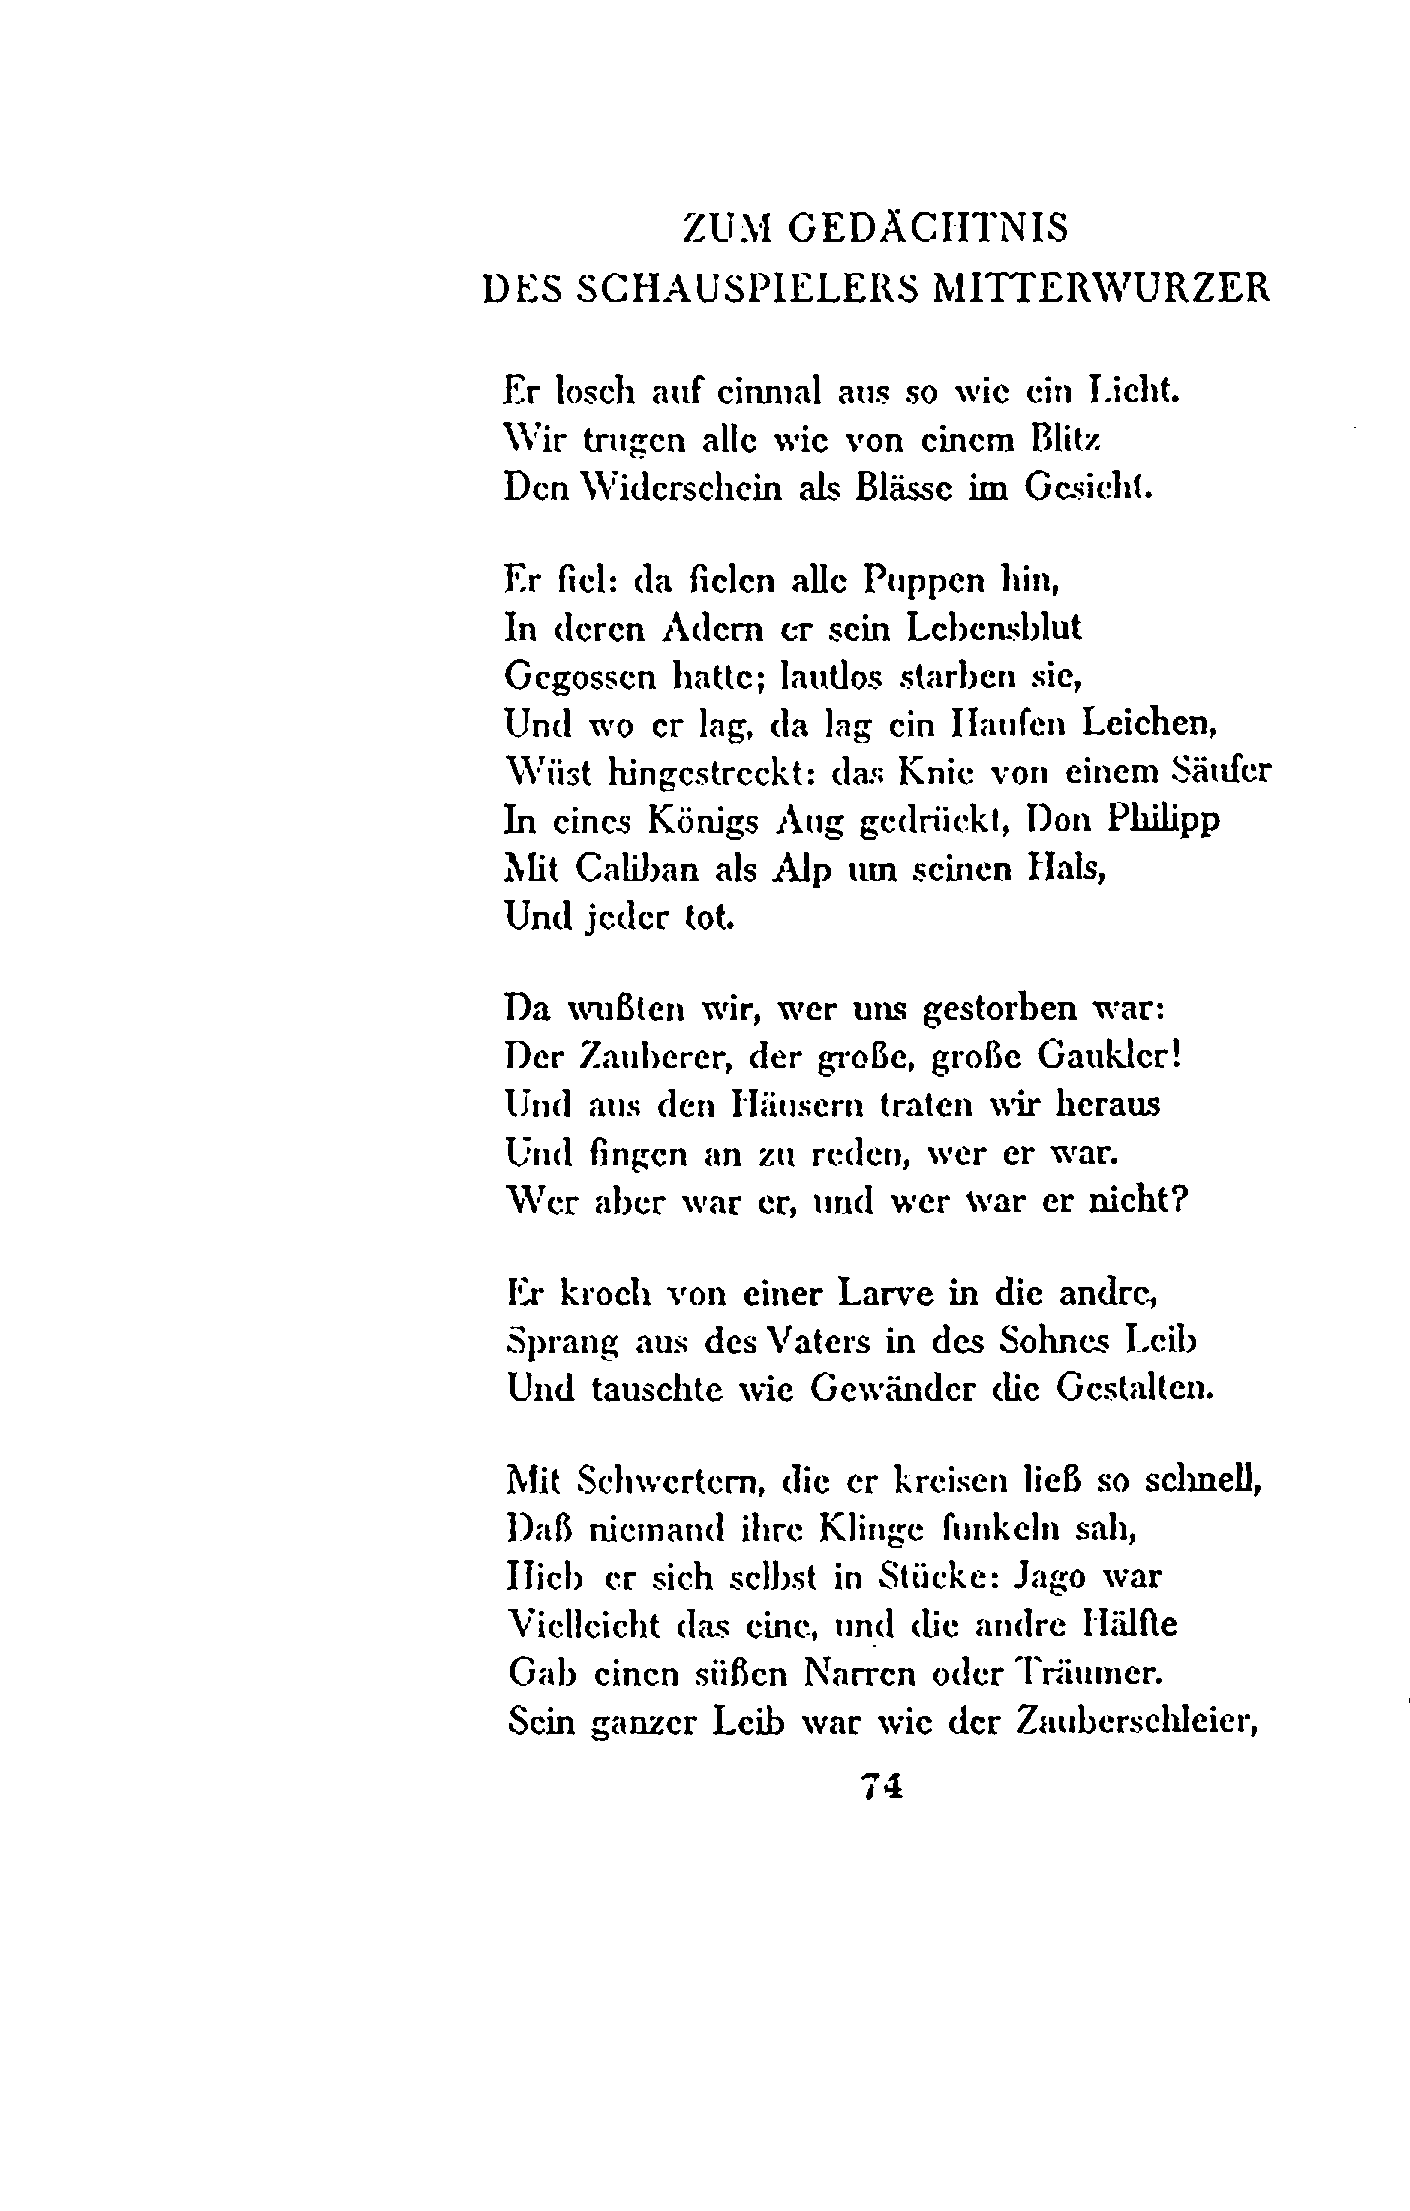 ZUM GEDÄCHTNIS
DES SCHAUSPIELERS MITTERWURZER
Er losch auf einmal aus so wie ein Licht.
Wir trugen alle wie von einem Blitz
Den Widerschein als Blässe im Gesicht.
Er fiel: da fielen alle Puppen hin,
In deren Adern er sein Lebensblut
Gegossen hatte; lautlos starben sie,
Und wo er lag, da lag ein Haufen Leichen,
Wüst hingestreckt: das Knie von einem Säufer
In eines Königs Aug gedrückt, Don Philipp
Mit Caliban als Alp um seinen Hals,
Und jeder tot.
Da wußten wir, wer uns gestorben war:
Der Zauberer, der große, große Gaukler!
Und aus den Häusern traten wir heraus
Und fingen an zu reden, wer er war.
Wer aber war er, und wer war er nicht?
Er kroch von einer Larve in die andre,
Sprang aus des Vaters in des Sohnes Leib
Und tauschte wie Gewänder die Gestalten.
Mit Schwertern, die er kreisen ließ so schnell,
Daß niemand ihre Klinge funkeln sah,
Hieb er sich selbst in Stücke: Jago war
Vielleicht das eine, und die andre Hälfte
Gab einen süßen Narren oder Träumer.
Sein ganzer Leib war wie der Zauberschleier,
74